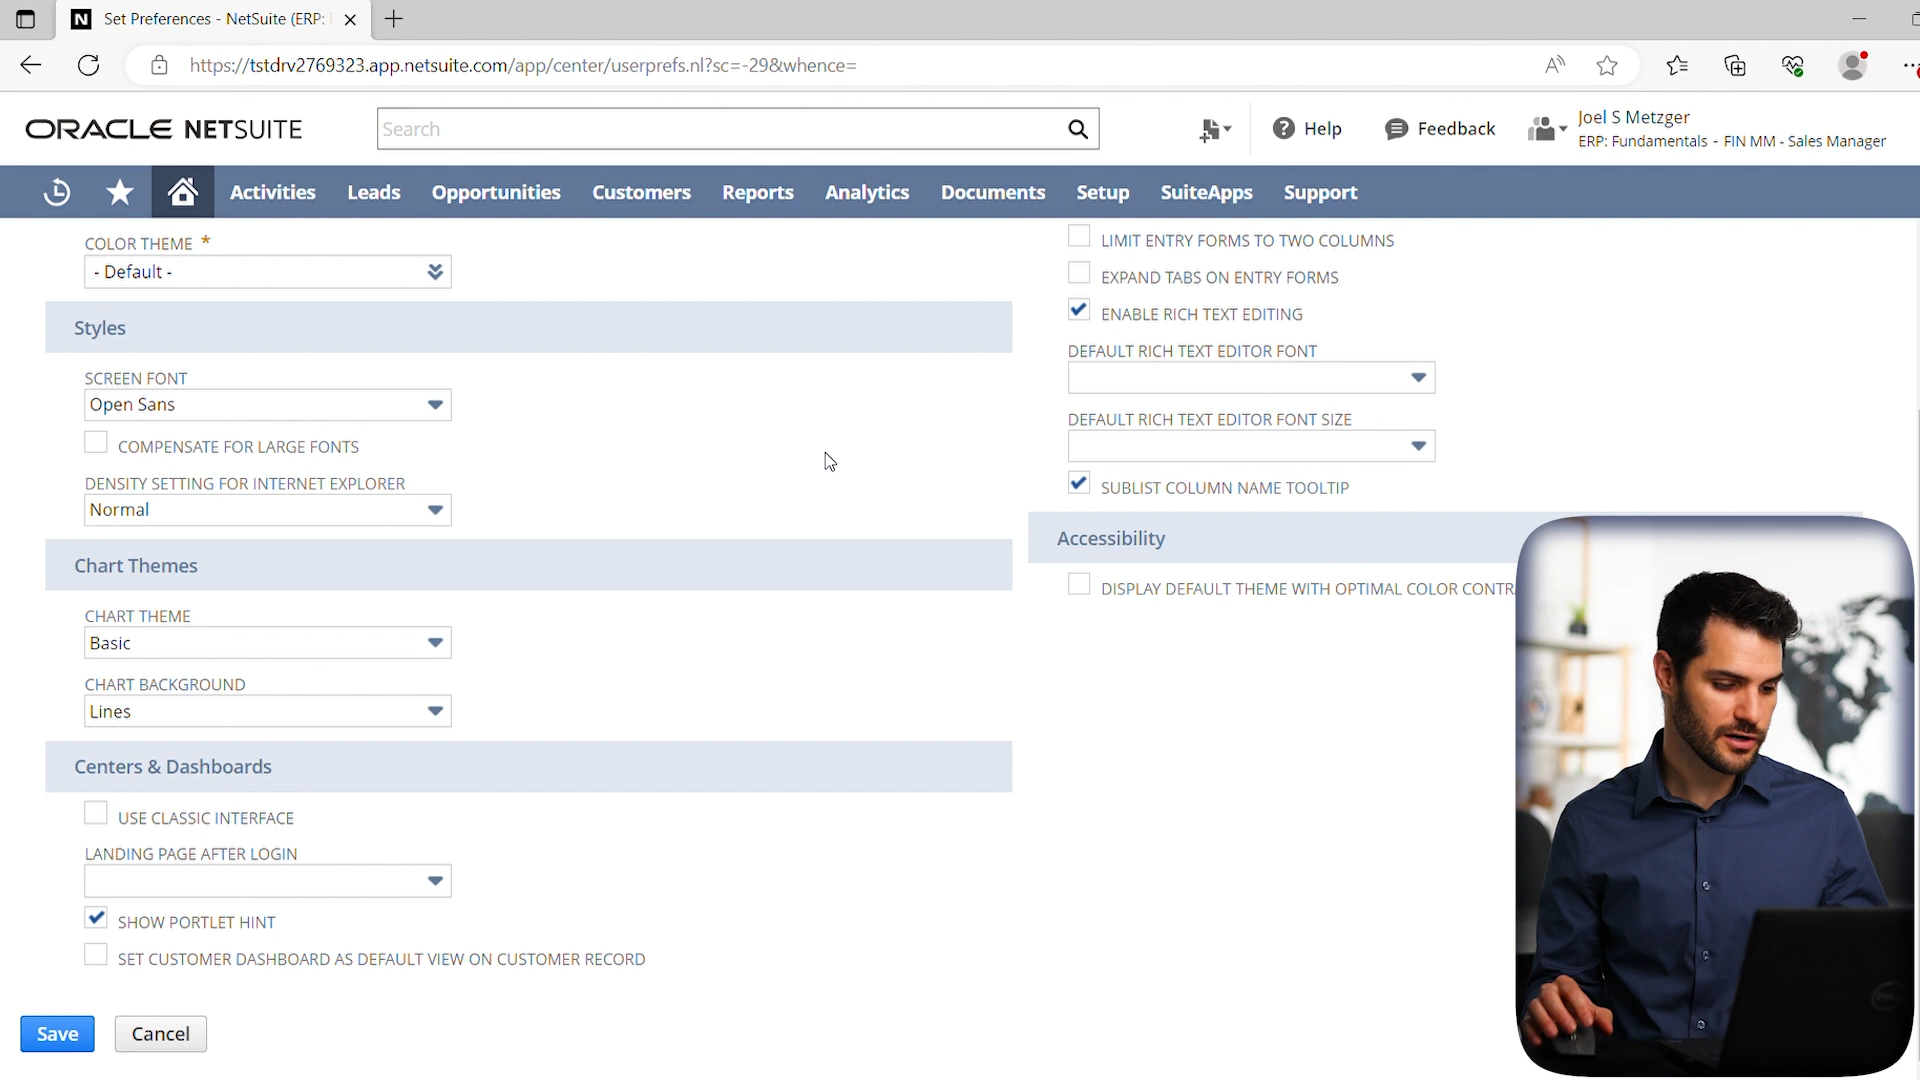 Set Preferences - NetSuite (ERP:
https://tstdrv2769323.app.netsuite.com/app/center/userprefs.nl?sc=-29&whence=
ORACLE NETSUITE
Search
Help
Feedback
Joel S Metzger
ERP: Fundamentals - FIN MM - Sales Manager
Activities
Leads
Opportunities
Customers
Reports
Analytics
Documents
Setup
SuiteApps
Support
COLOR THEME *
- Default -
Styles
SCREEN FONT
Open Sans
COMPENSATE FOR LARGE FONTS
DENSITY SETTING FOR INTERNET EXPLORER
Normal
Chart Themes
CHART THEME
Basic
CHART BACKGROUND
Lines
Centers & Dashboards
USE CLASSIC INTERFACE
LANDING PAGE AFTER LOGIN
SHOW PORTLET HINT
SET CUSTOMER DASHBOARD AS DEFAULT VIEW ON CUSTOMER RECORD
Save
Cancel
LIMIT ENTRY FORMS TO TWO COLUMNS
EXPAND TABS ON ENTRY FORMS
ENABLE RICH TEXT EDITING
DEFAULT RICH TEXT EDITOR FONT
DEFAULT RICH TEXT EDITOR FONT SIZE
SUBLIST COLUMN NAME TOOLTIP
Accessibility
DISPLAY DEFAULT THEME WITH OPTIMAL COLOR CONTR